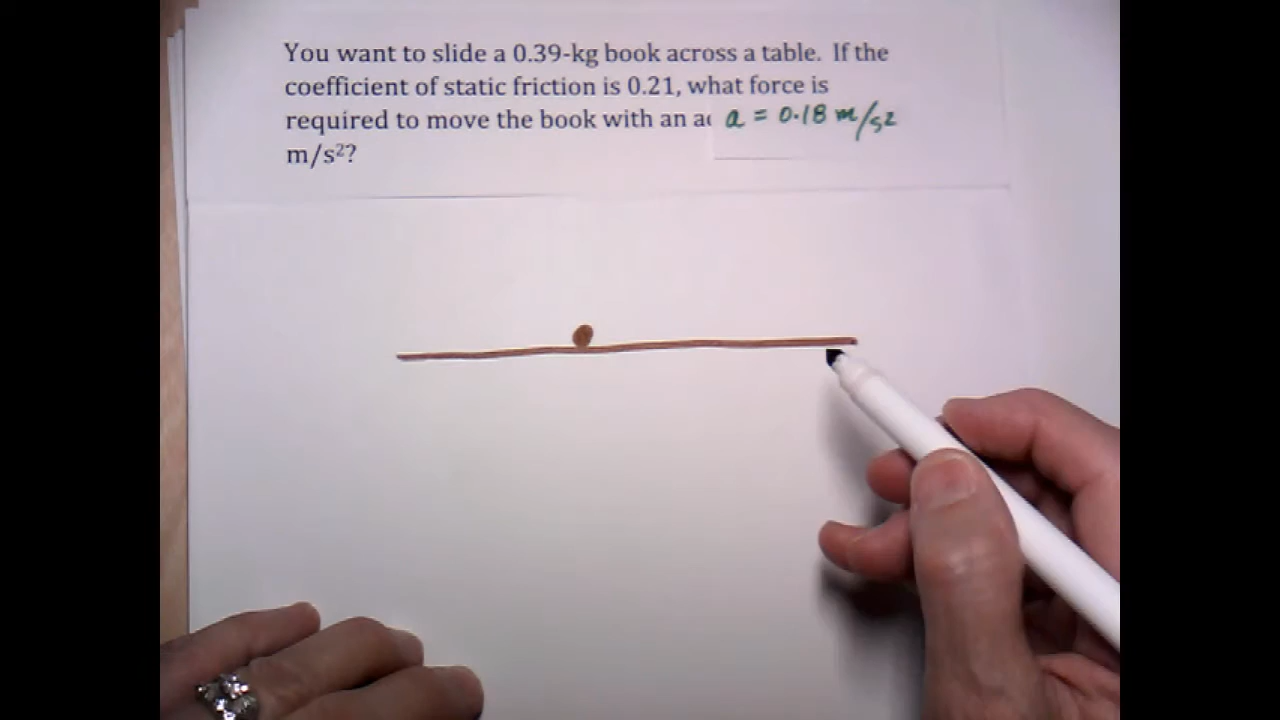 You want to slide a 0.39-kg book across a table. If the
coefficient of static friction is 0.21, what force is
required to move the book with an a = 0.18 m/s2
m/s²?